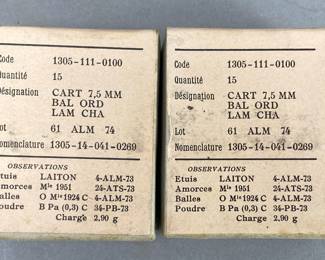 Code 1305-111-0100
Quantité 15
Désignation CART 7,5 MM
BAL ORD
LAM CHA
Lot 61 ALM 74
Nomenclature 1305-14-041-0269
OBSERVATIONS
Etuis LAITON 4-ALM-73
Amorces Mle 1951 24-ATS-73
Balles O Mle 1924 C 4-ALM-73
Poudre B Pa (0,3) C 34-PB-73
Charge 2,90 g
Code 1305-111-0100
Quantité 15
Désignation CART 7,5 MM
BAL ORD
LAM CHA
Lot 61 ALM 74
Nomenclature 1305-14-041-0269
OBSERVATIONS
Etuis LAITON 4-ALM-73
Amorces Mle 1951 24-ATS-73
Balles O Mle 1924 C 4-ALM-73
Poudre B Pa (0,3) C 34-PB-73
Charge 2,90 g